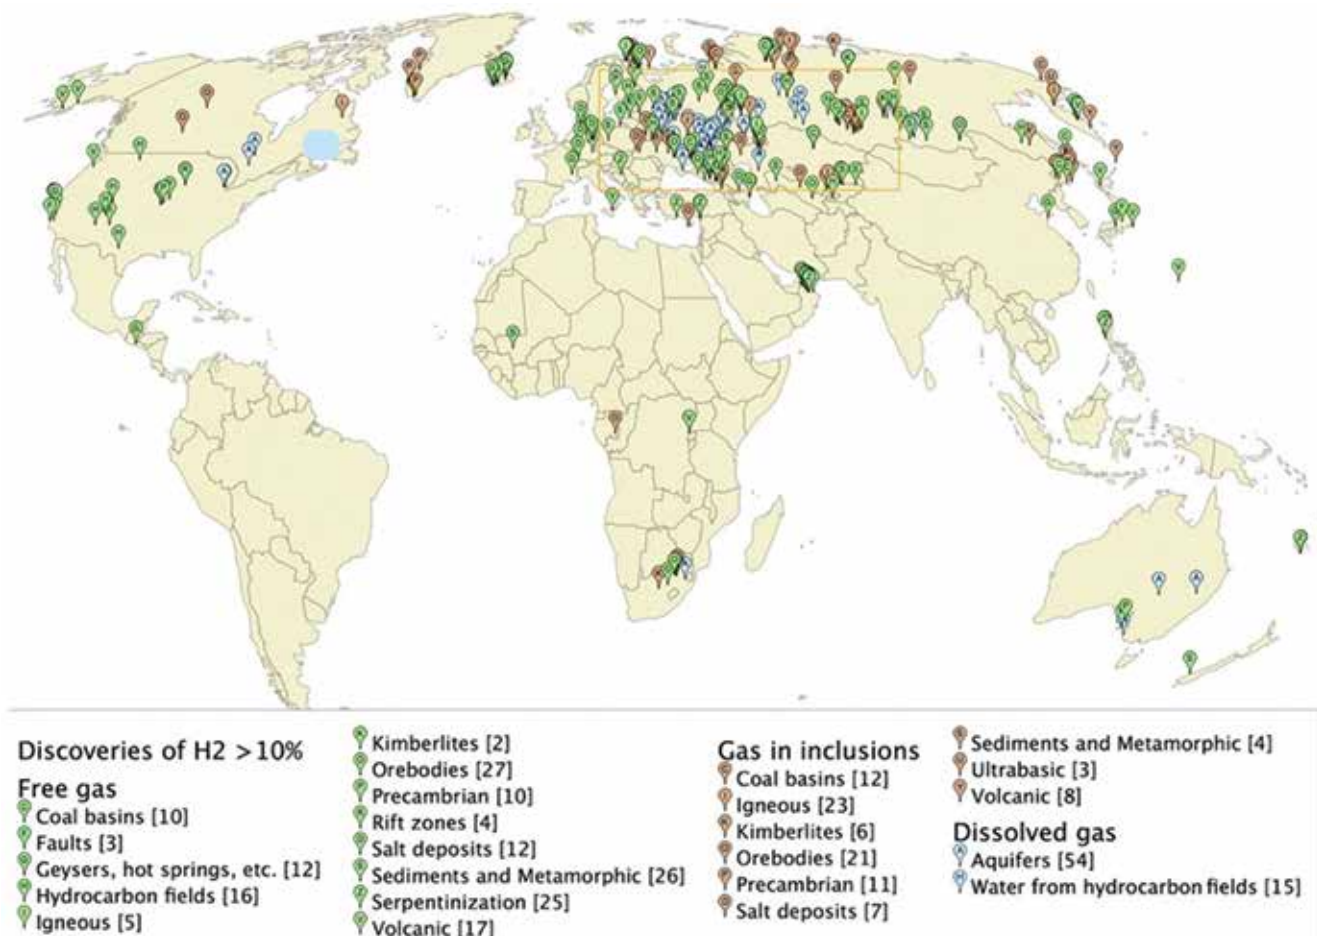 Discoveries of H2 >10%
Free gas
Coal basins [10]
Faults [3]
Geysers, hot springs, etc. [12]
Hydrocarbon fields [16]
Igneous [5]
Kimberlites [2]
Orebodies [27]
Precambrian [10]
Rift zones [4]
Salt deposits [12]
Sediments and Metamorphic [26]
Serpentinization [25]
Volcanic [17]
Gas in inclusions
Coal basins [12]
Igneous [23]
Kimberlites [6]
Orebodies [21]
Precambrian [11]
Salt deposits [7]
Sediments and Metamorphic [4]
Ultrabasic [3]
Volcanic [8]
Dissolved gas
Aquifers [54]
Water from hydrocarbon fields [15]